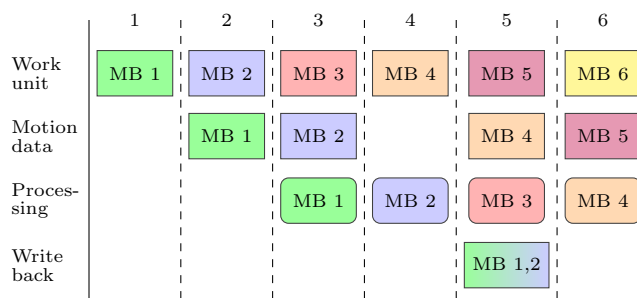 1 2 3 4 5 6
Work
unit
MB 1 MB 2 MB 3 MB 4 MB 5 MB 6
Motion
data
MB 1 MB 2 MB 4 MB 5
Proces-
sing
MB 1 MB 2 MB 3 MB 4
Write
back
MB 1,2